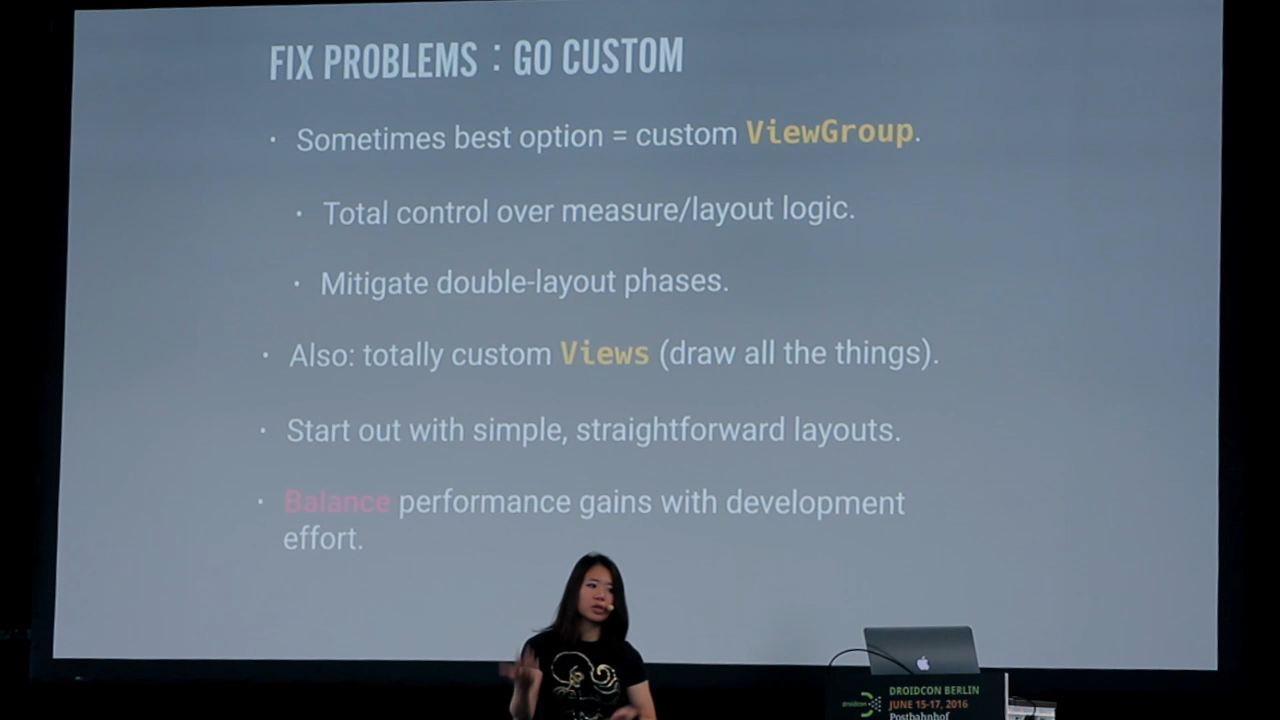 FIX PROBLEMS : GO CUSTOM
· Sometimes best option = custom ViewGroup.
· Total control over measure/layout logic.
· Mitigate double-layout phases.
· Also: totally custom Views (draw all the things).
· Start out with simple, straightforward layouts.
· Balance performance gains with development
effort.
droidcon
DROIDCON BERLIN
JUNE 15-17, 2016
Postbahnhof